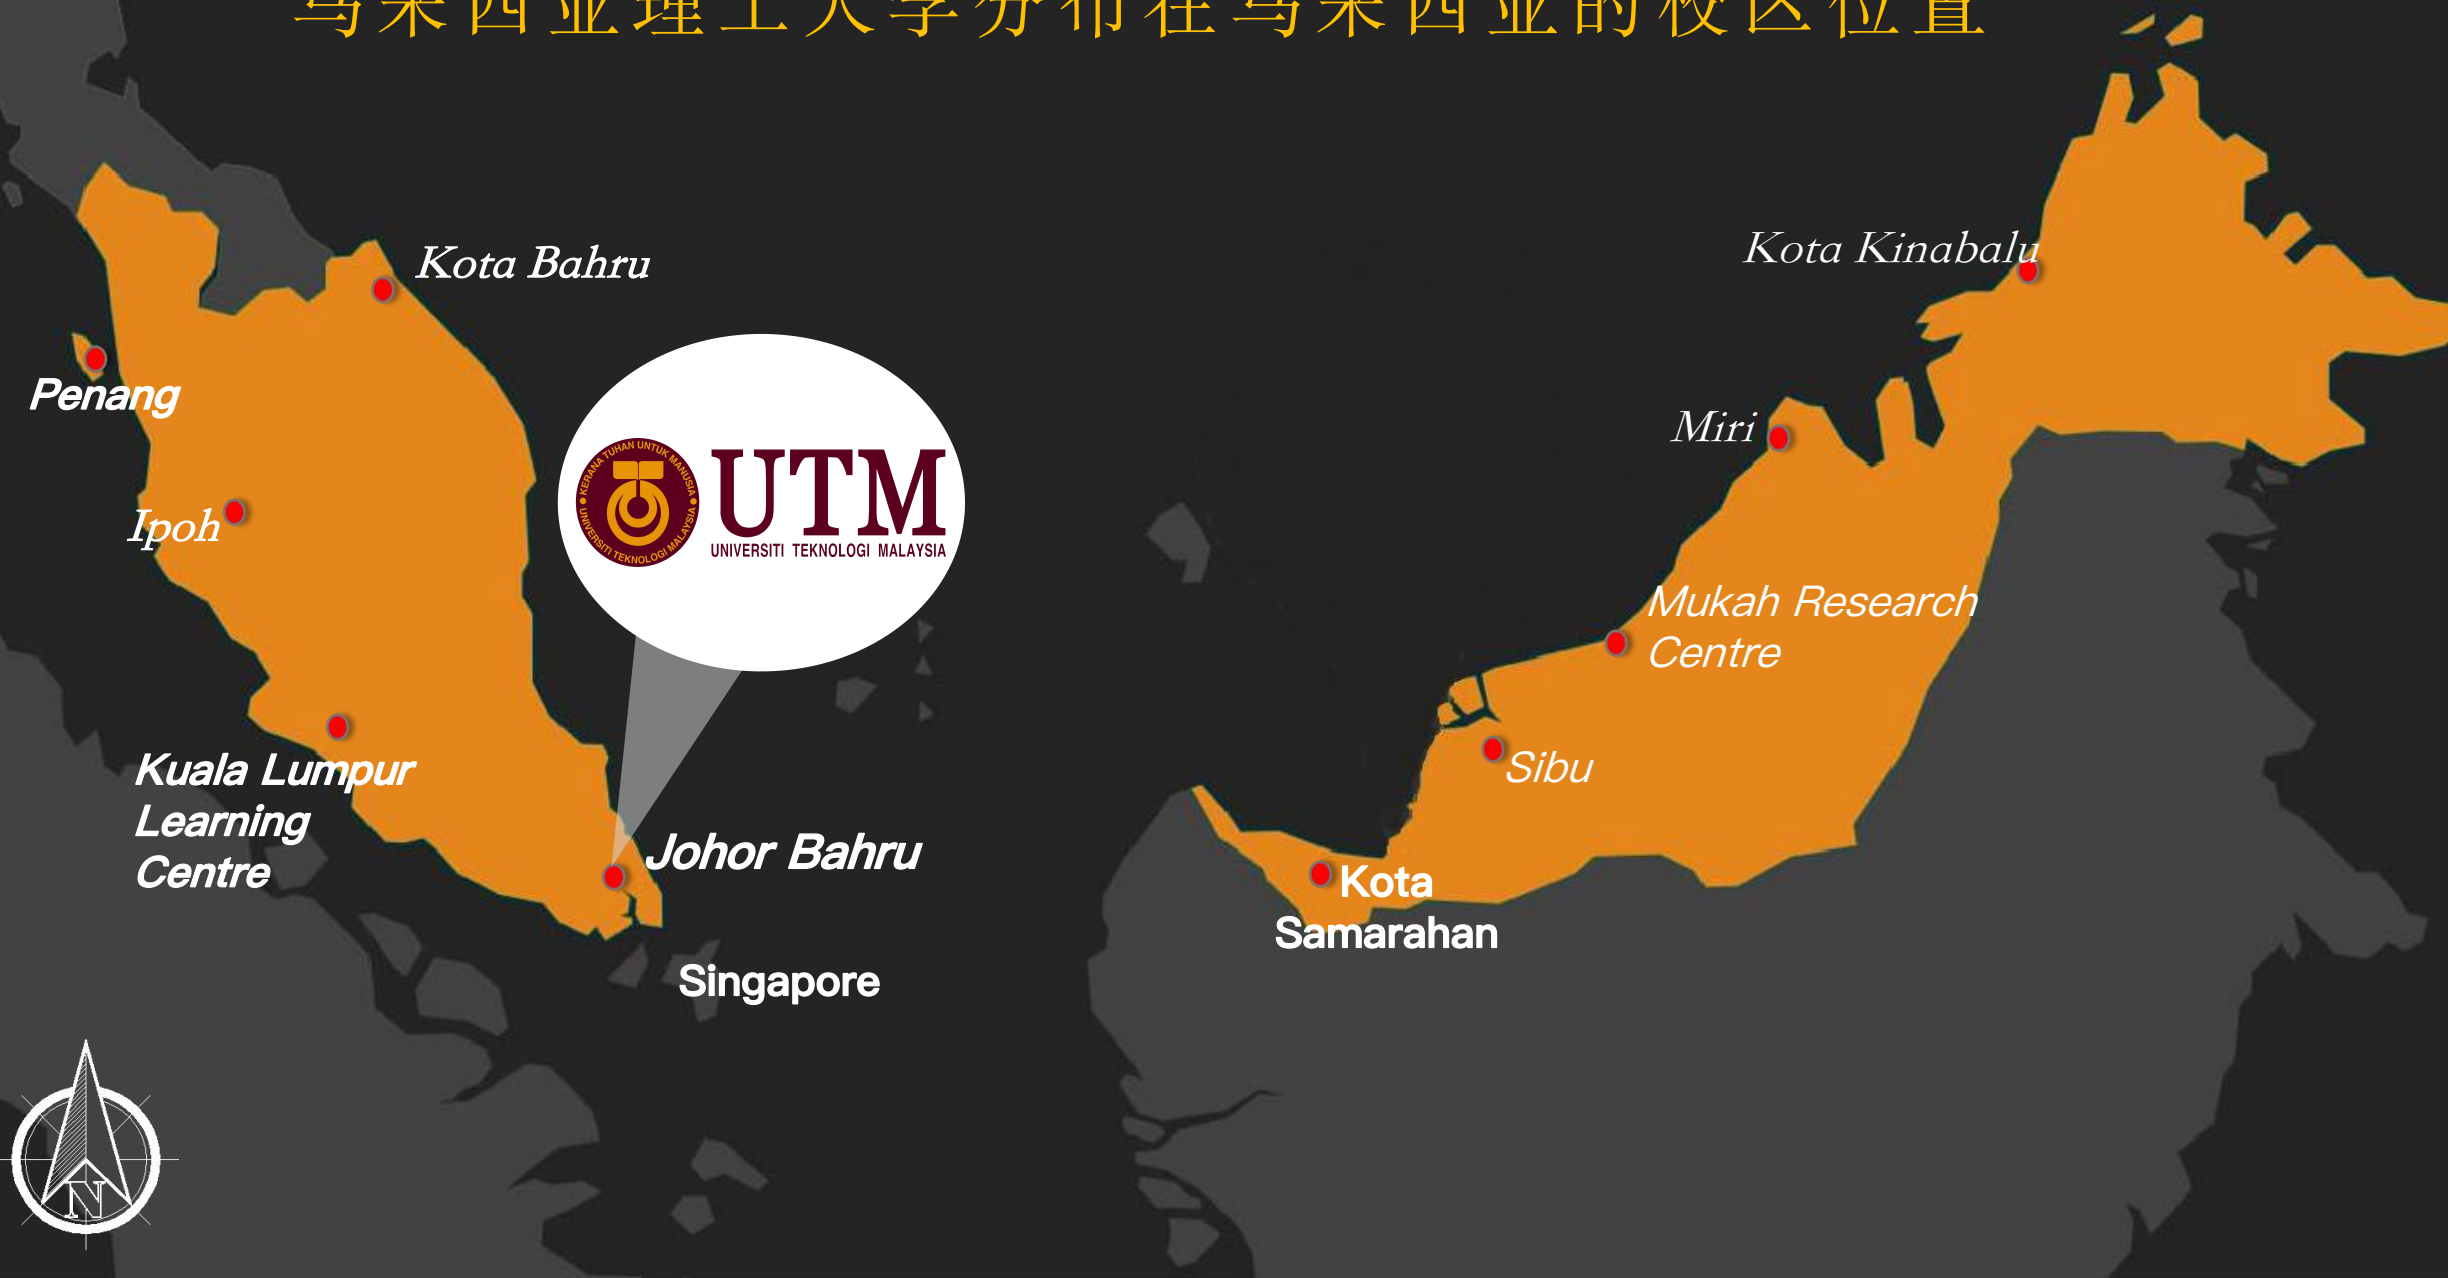 马来西亚理工大学分布在马来西亚的校区位置
Kota Bahru
Kota Kinabalu
Penang
Miri
KERANA TUHAN UNTUK MANUSIA
UNIVERSITI TEKNOLOGI MALAYSIA
UTM
UNIVERSITI TEKNOLOGI MALAYSIA
Ipoh
Mukah Research
Centre
Sibu
Kuala Lumpur
Learning
Centre
Johor Bahru
Kota
Samarahan
Singapore
N